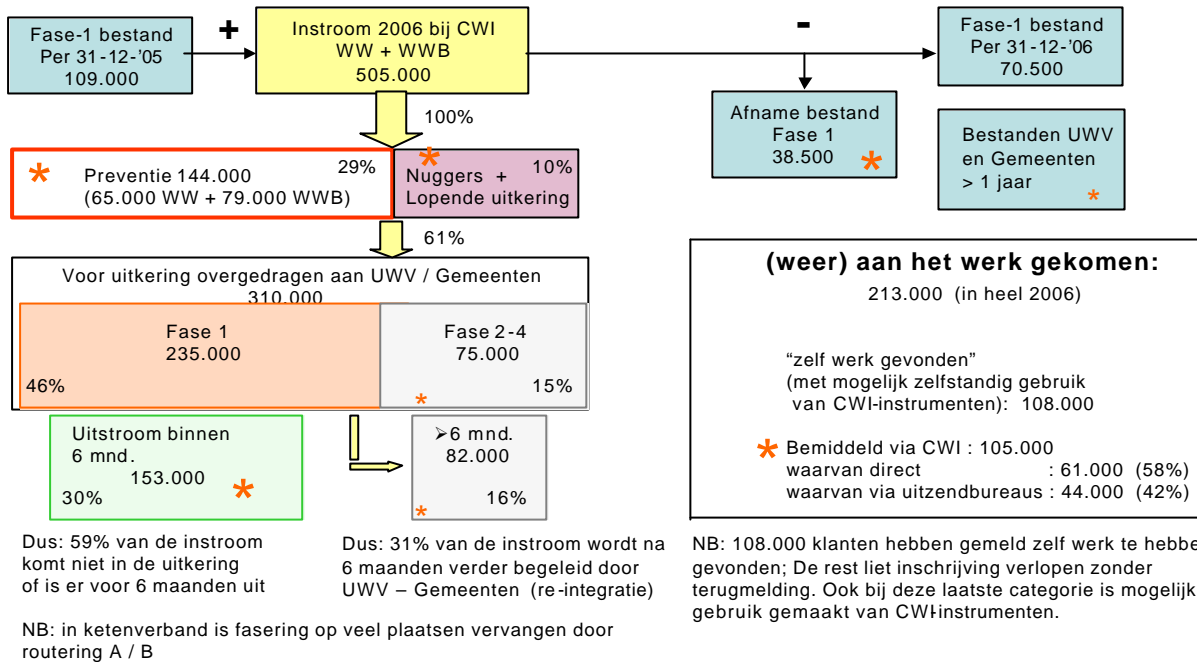 +
-
Fase-1 bestand
Per 31-12-'05
109.000
Instroom 2006 bij CWI
WW + WWB
505.000
Fase-1 bestand
Per 31-12-'06
70.500
100%
Afname bestand
Fase 1
38.500 *
Bestanden UWV
en Gemeenten
> 1 jaar
*
* Preventie 144.000 29%
(65.000 WW + 79.000 WWB)
*
Nuggers + 10%
Lopende uitkering
61%
Voor uitkering overgedragen aan UWV / Gemeenten
310.000
Fase 1
235.000
46%
Fase 2-4
75.000
* 15%
Uitstroom binnen
6 mnd.
153.000
30% *
➢6 mnd.
82.000
* 16%
(weer) aan het werk gekomen:
213.000 (in heel 2006)
“zelf werk gevonden”
(met mogelijk zelfstandig gebruik
van CWI-instrumenten): 108.000
* Bemiddeld via CWI : 105.000
waarvan direct : 61.000 (58%)
waarvan via uitzendbureaus : 44.000 (42%)
Dus: 59% van de instroom
komt niet in de uitkering
of is er voor 6 maanden uit
Dus: 31% van de instroom wordt na
6 maanden verder begeleid door
UWV – Gemeenten (re-integratie)
NB: 108.000 klanten hebben gemeld zelf werk te hebbe
gevonden; De rest liet inschrijving verlopen zonder
terugmelding. Ook bij deze laatste categorie is mogelijk
gebruik gemaakt van CWI-instrumenten.
NB: in ketenverband is fasering op veel plaatsen vervangen door
routering A / B